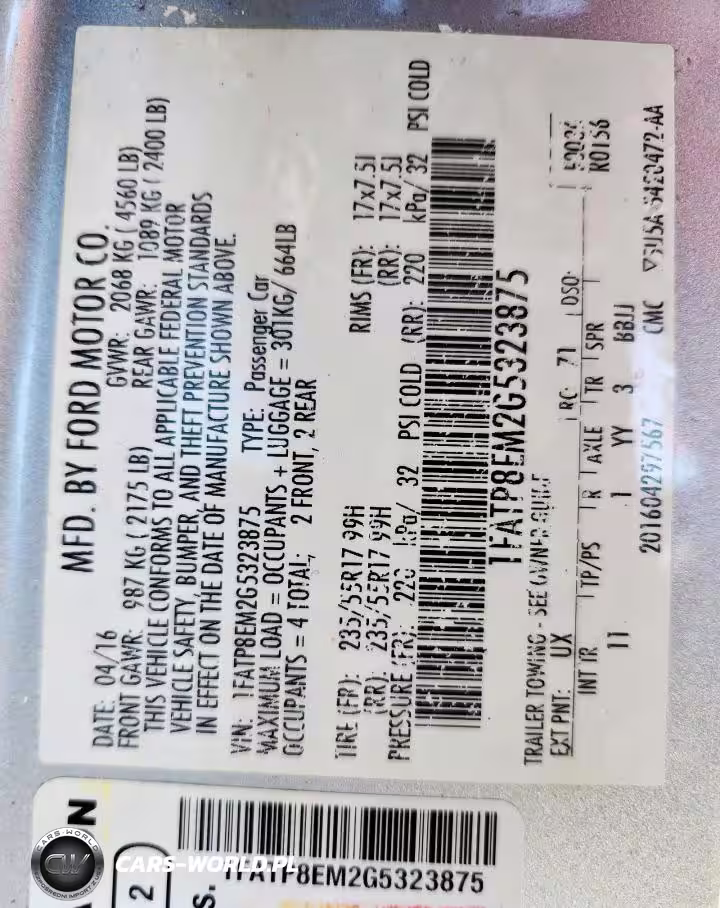 MFD. BY FORD MOTOR CO.
DATE: 04/16 GVWR: 2068 KG ( 4560 LB)
FRONT GAWR: 987 KG ( 2175 LB) REAR GAWR: 1089 KG ( 2400 LB)
THIS VEHICLE CONFORMS TO ALL APPLICABLE FEDERAL MOTOR
VEHICLE SAFETY, BUMPER, AND THEFT PREVENTION STANDARDS
IN EFFECT ON THE DATE OF MANUFACTURE SHOWN ABOVE.
VIN: 1FATP8EM2G5323875 TYPE: Passenger Car
MAXIMUM LOAD = OCCUPANTS + LUGGAGE = 301KG/ 664LB
OCCUPANTS = 4 TOTAL; 2 FRONT, 2 REAR
TIRE (FR): 235/55R17 99H RIMS (FR): 17x7.5J
(RR): 235/55R17 99H (RR): 17x7.5J
PRESSURE (FR): 220 kPa/ 32 PSI COLD (RR): 220 kPa/ 32 PSI COLD
1FATP8EM2G5323875
TRAILER TOWING - SEE OWNER GUIDE
EXT PNT: UX RC: 71 DSO:
R0156
INT TR TP/PS R AXLE TR SPR
11 1 YY 3 BBJJ
201604297567 CMC
N
2
S. 1FATP8EM2G5323875
CARS-WORLD
CW
CARS-WORLD.PL